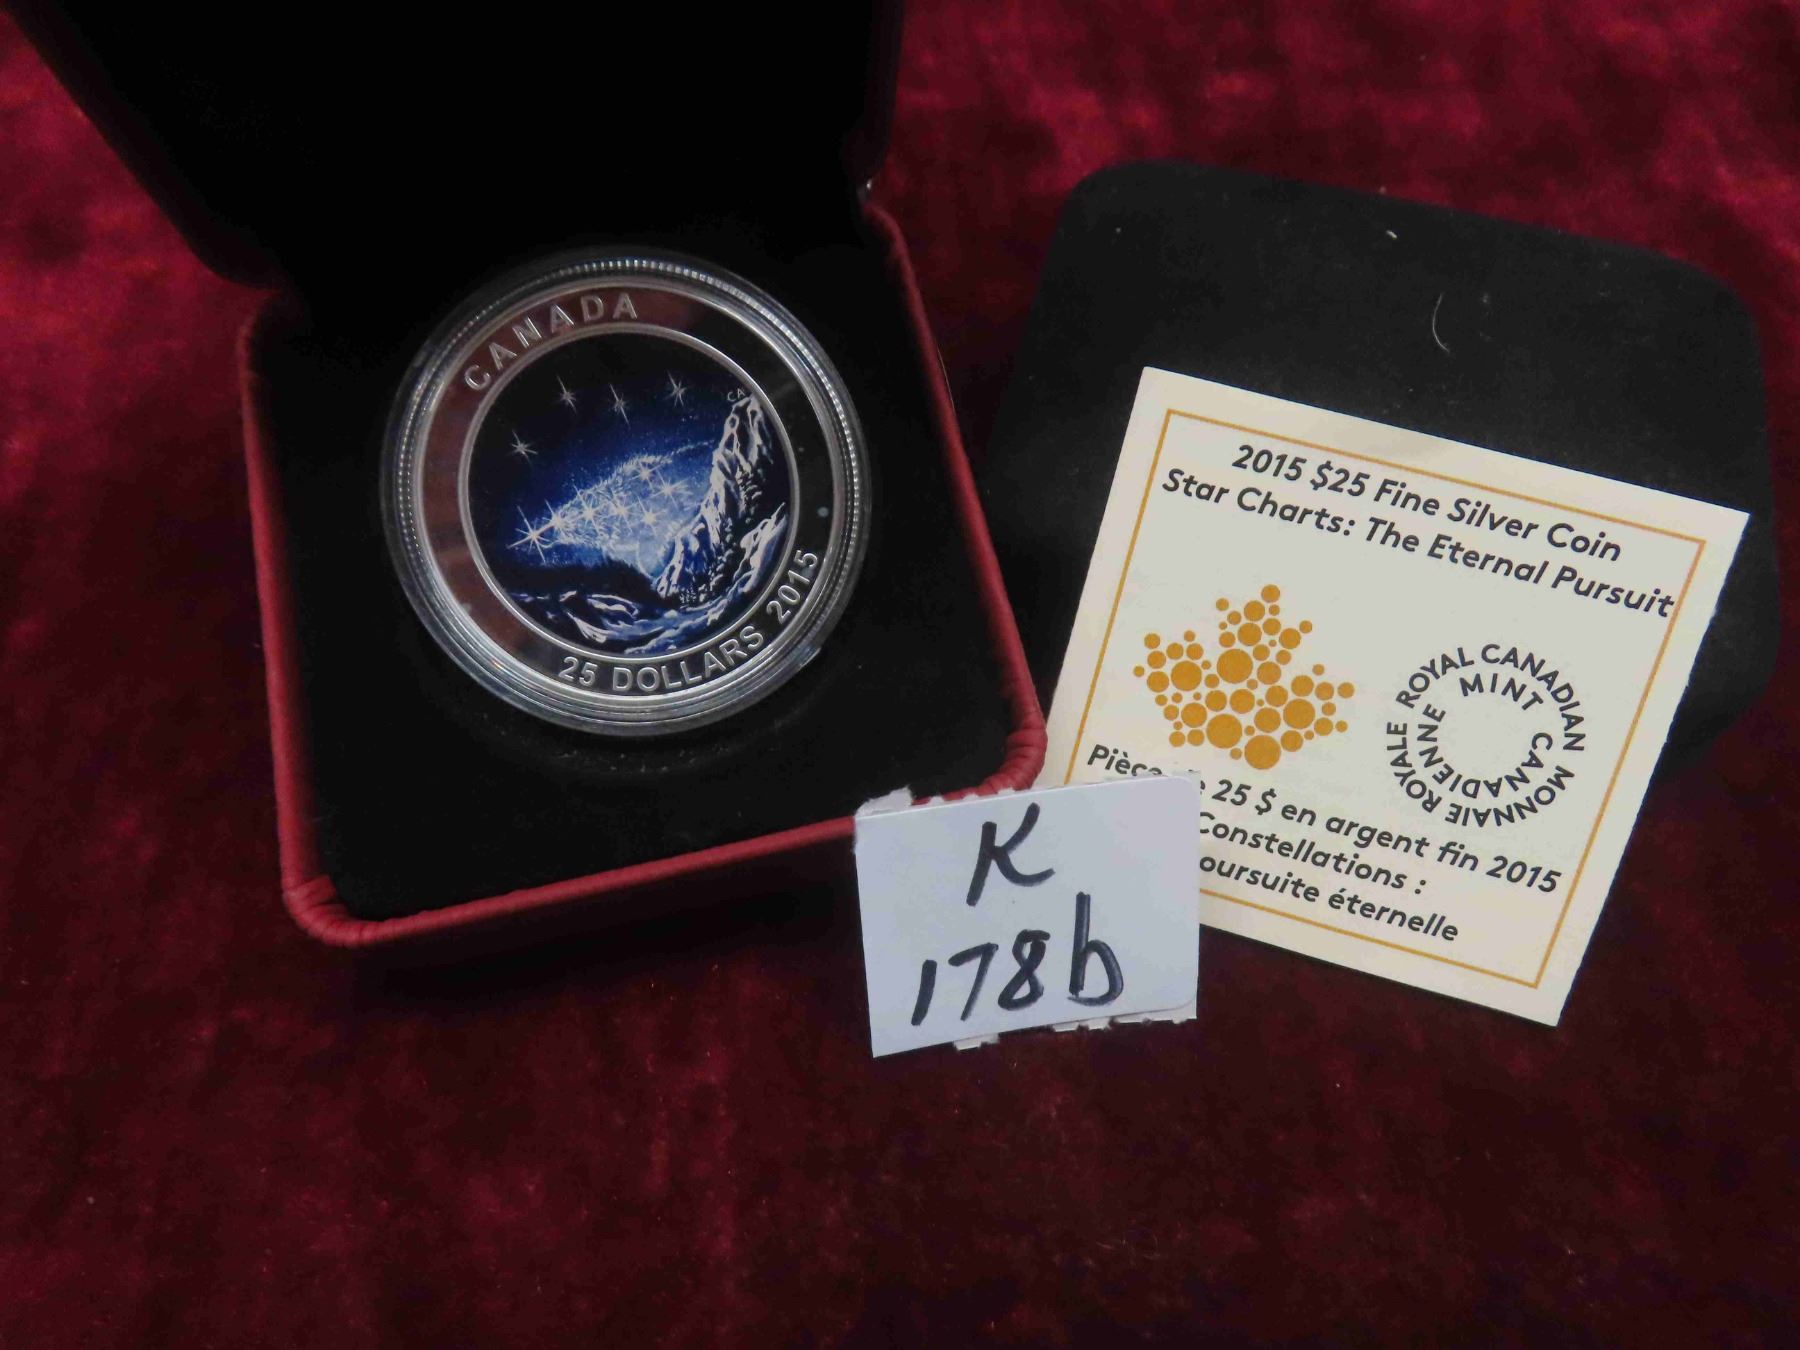 CANADA
CA
25 DOLLARS 2015
2015 $25 Fine Silver Coin
Star Charts: The Eternal Pursuit
ROYAL CANADIAN
MINT
MONNAIE ROYALE
CANADIENNE
25 $ en argent fin 2015
Constellations :
éternelle
K
178b